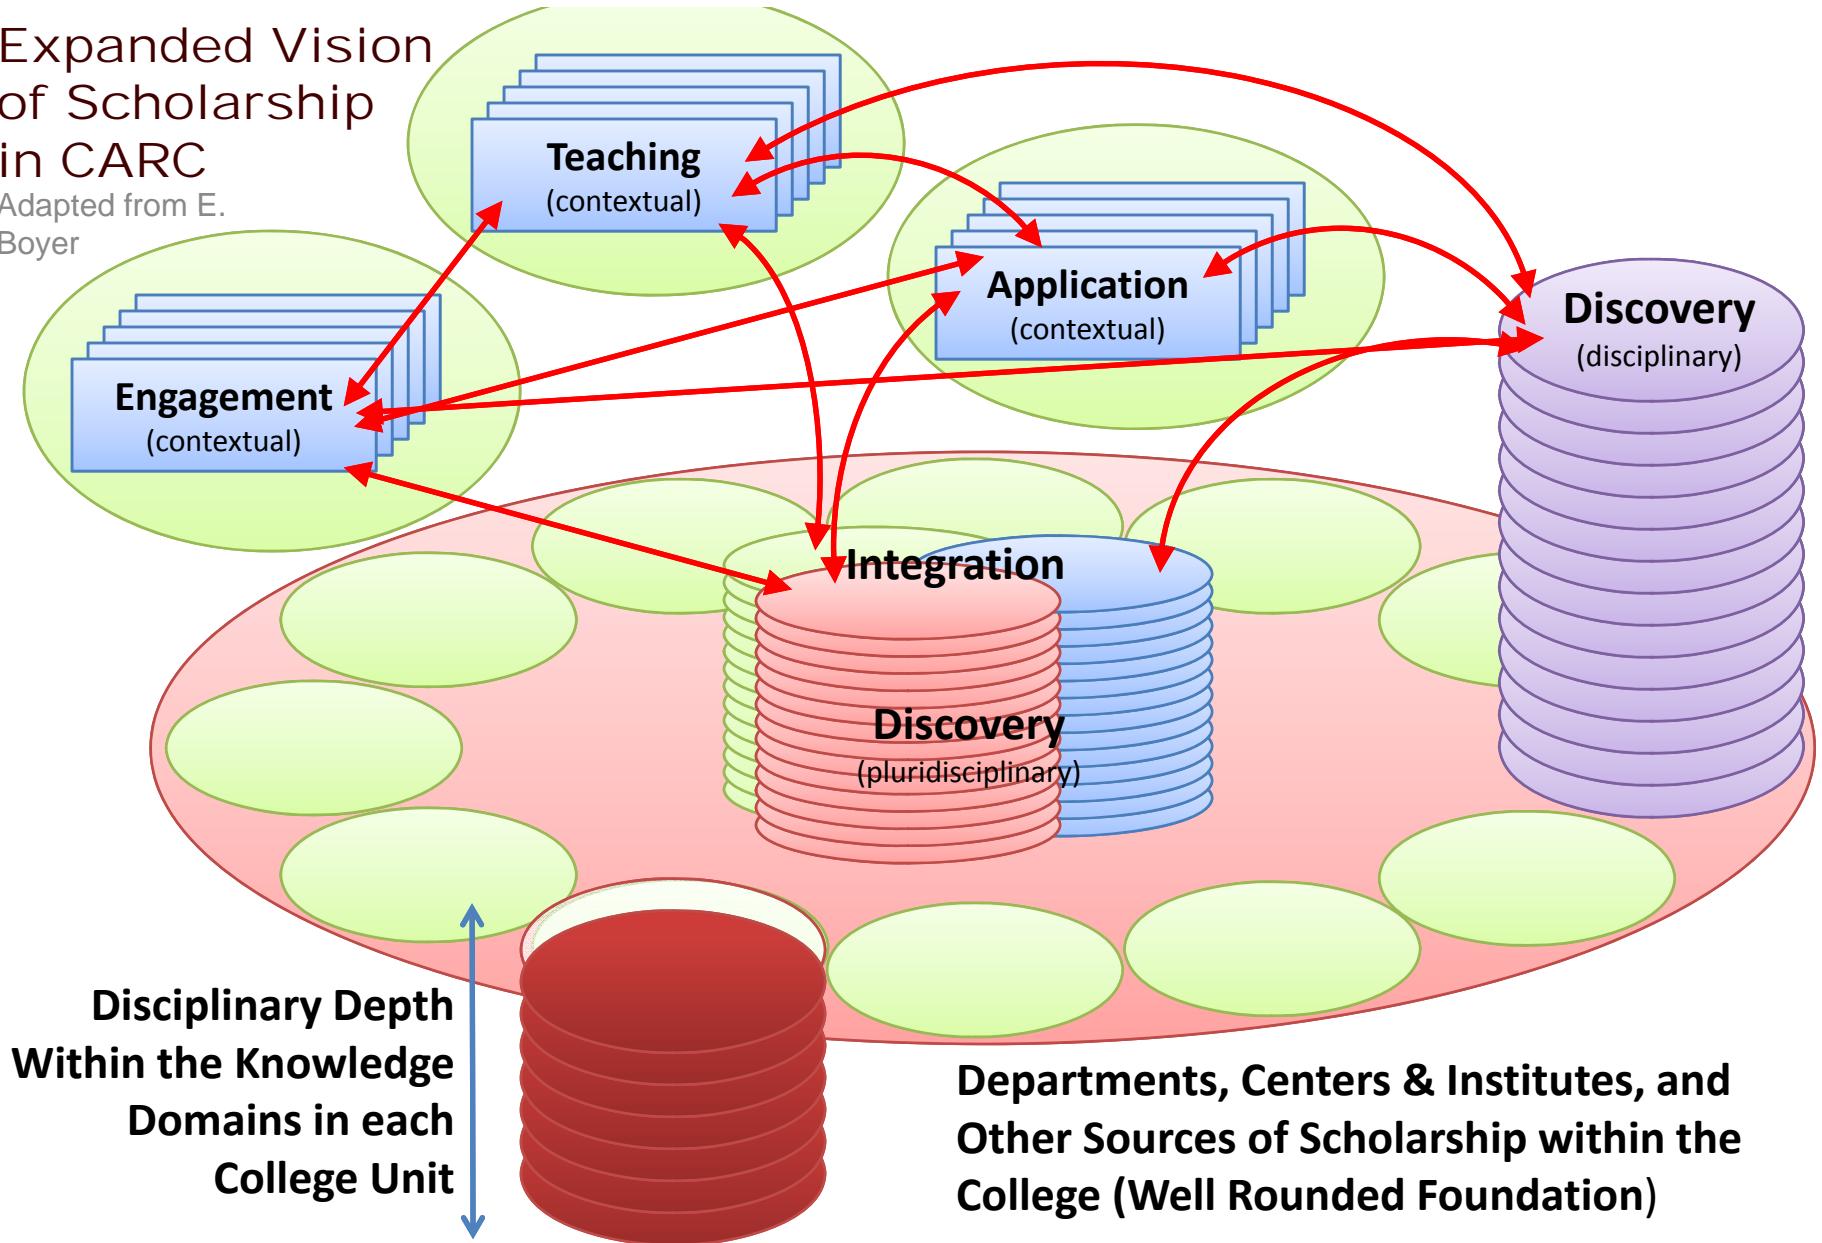 Expanded Vision
of Scholarship
in CARC
Adapted from E.
Boyer
Teaching
(contextual)
Application
(contextual)
Discovery
(disciplinary)
Engagement
(contextual)
Integration
Discovery
(pluridisciplinary)
Disciplinary Depth
Within the Knowledge
Domains in each
College Unit
Departments, Centers & Institutes, and
Other Sources of Scholarship within the
College (Well Rounded Foundation)